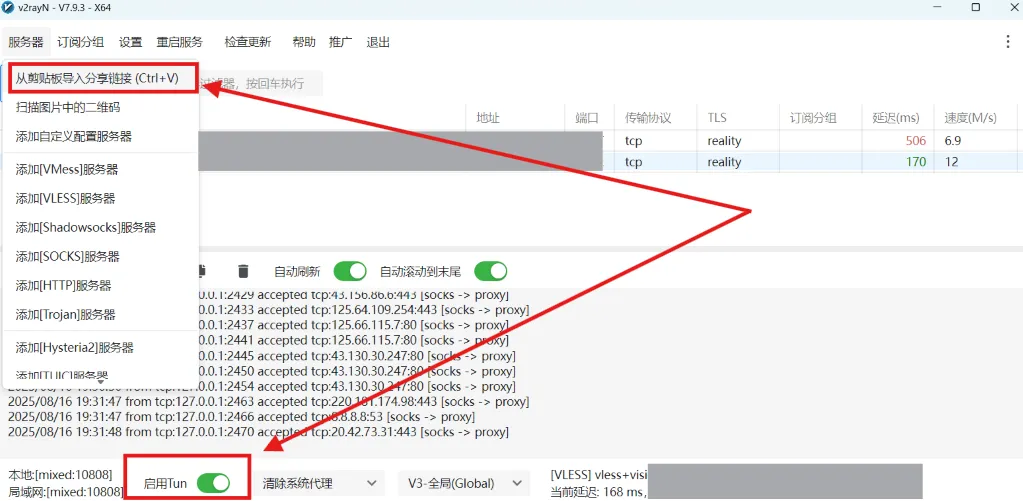 v2rayN - V7.9.3 - X64
服务器 订阅分组 设置 重启服务 检查更新 帮助 推广 退出
从剪贴板导入分享链接 (Ctrl+V)
过滤器，按回车执行
扫描图片中的二维码
添加自定义配置服务器
添加[VMess]服务器
添加[VLESS]服务器
添加[Shadowsocks]服务器
添加[SOCKS]服务器
添加[HTTP]服务器
添加[Trojan]服务器
添加[Hysteria2]服务器
添加[TUIC]服务器
地址 端口 传输协议 TLS 订阅分组 延迟(ms) 速度(M/s)
tcp reality 506 6.9
tcp reality 170 12
自动刷新 自动滚动到末尾
.0.0.1:2429 accepted tcp:43.156.86.6:443 [socks -> proxy]
.0.0.1:2433 accepted tcp:125.64.109.254:443 [socks -> proxy]
.0.0.1:2437 accepted tcp:125.66.115.7:80 [socks -> proxy]
.0.0.1:2441 accepted tcp:125.66.115.7:80 [socks -> proxy]
.0.0.1:2445 accepted tcp:43.130.30.247:80 [socks -> proxy]
.0.0.1:2450 accepted tcp:43.130.30.247:80 [socks -> proxy]
.0.0.1:2454 accepted tcp:43.130.30.247:80 [socks -> proxy]
2025/08/16 19:31:47 from tcp:127.0.0.1:2463 accepted tcp:220.181.174.98:443 [socks -> proxy]
2025/08/16 19:31:47 from tcp:127.0.0.1:2466 accepted tcp:8.8.8.8:53 [socks -> proxy]
2025/08/16 19:31:48 from tcp:127.0.0.1:2470 accepted tcp:20.42.73.31:443 [socks -> proxy]
本地:[mixed:10808]
局域网:[mixed:10808]
启用Tun
清除系统代理
V3-全局(Global)
[VLESS] vless+visi
当前延迟: 168 ms,